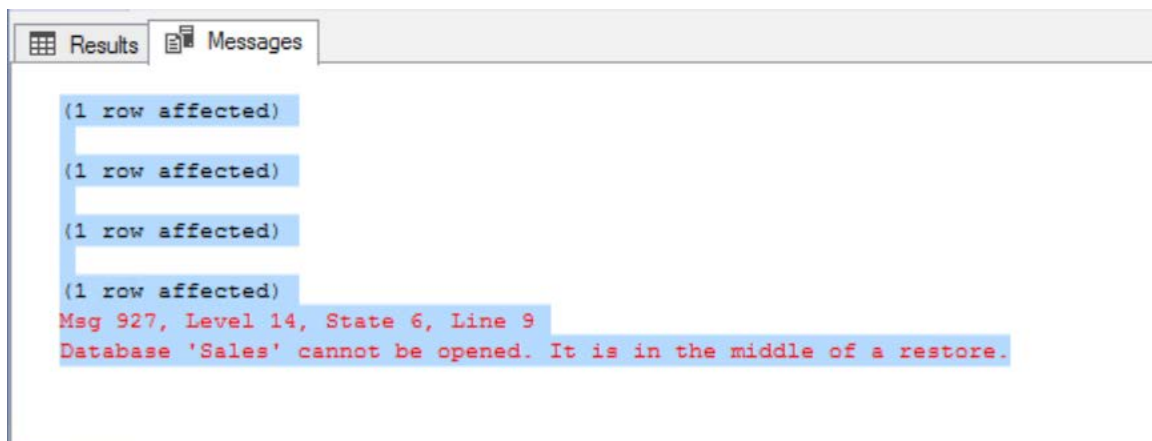 Results Messages
(1 row affected)
(1 row affected)
(1 row affected)
(1 row affected)
Msg 927, Level 14, State 6, Line 9
Database 'Sales' cannot be opened. It is in the middle of a restore.